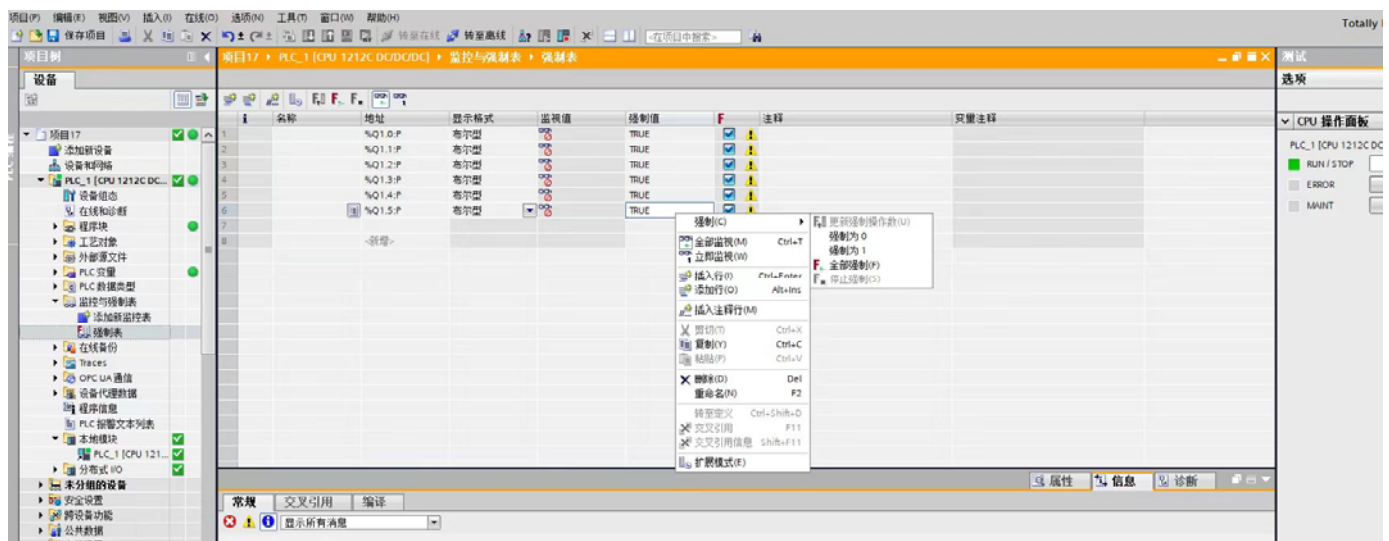 项目(P) 编辑(E) 视图(V) 插入(I) 在线(O) 选项(N) 工具(T) 窗口(W) 帮助(H)
Totally
保存项目 转至在线 转至离线 <在项目中搜索>
项目树
项目17 PLC_1 [CPU 1212C DC/DC/DC] 监控与强制表 强制表
测试
设备
选项
i 名称 地址 显示格式 监视值 强制值 F 注释 变量注释
CPU 操作面板
PLC_1 [CPU 1212C DC
RUN / STOP
ERROR
MAINT
1 %Q1.0:P 布尔型 TRUE
2 %Q1.1:P 布尔型 TRUE
3 %Q1.2:P 布尔型 TRUE
4 %Q1.3:P 布尔型 TRUE
5 %Q1.4:P 布尔型 TRUE
6 %Q1.5:P 布尔型 TRUE
7
8 <新增>
项目17
添加新设备
设备和网络
PLC_1 [CPU 1212C DC...
设备组态
在线和诊断
程序块
工艺对象
外部源文件
PLC 变量
PLC 数据类型
监控与强制表
添加新监控表
强制表
在线备份
Traces
OPC UA 通信
设备代理数据
程序信息
PLC 报警文本列表
本地模块
PLC_1 [CPU 121...
分布式 I/O
未分组的设备
安全设置
跨设备功能
公共数据
强制(C)
全部监视(M) Ctrl+T
立即监视(W)
插入行(I) Ctrl+Enter
添加行(O) Alt+Ins
插入注释行(M)
剪切(T) Ctrl+X
复制(Y) Ctrl+C
粘贴(P) Ctrl+V
删除(D) Del
重命名(N) F2
转至定义 Ctrl+Shift+D
交叉引用 F11
交叉引用信息 Shift+F11
扩展模式(E)
更新强制操作数(U)
强制为 0
强制为 1
全部强制(F)
停止强制(S)
属性 信息 诊断
常规 交叉引用 编译
显示所有消息